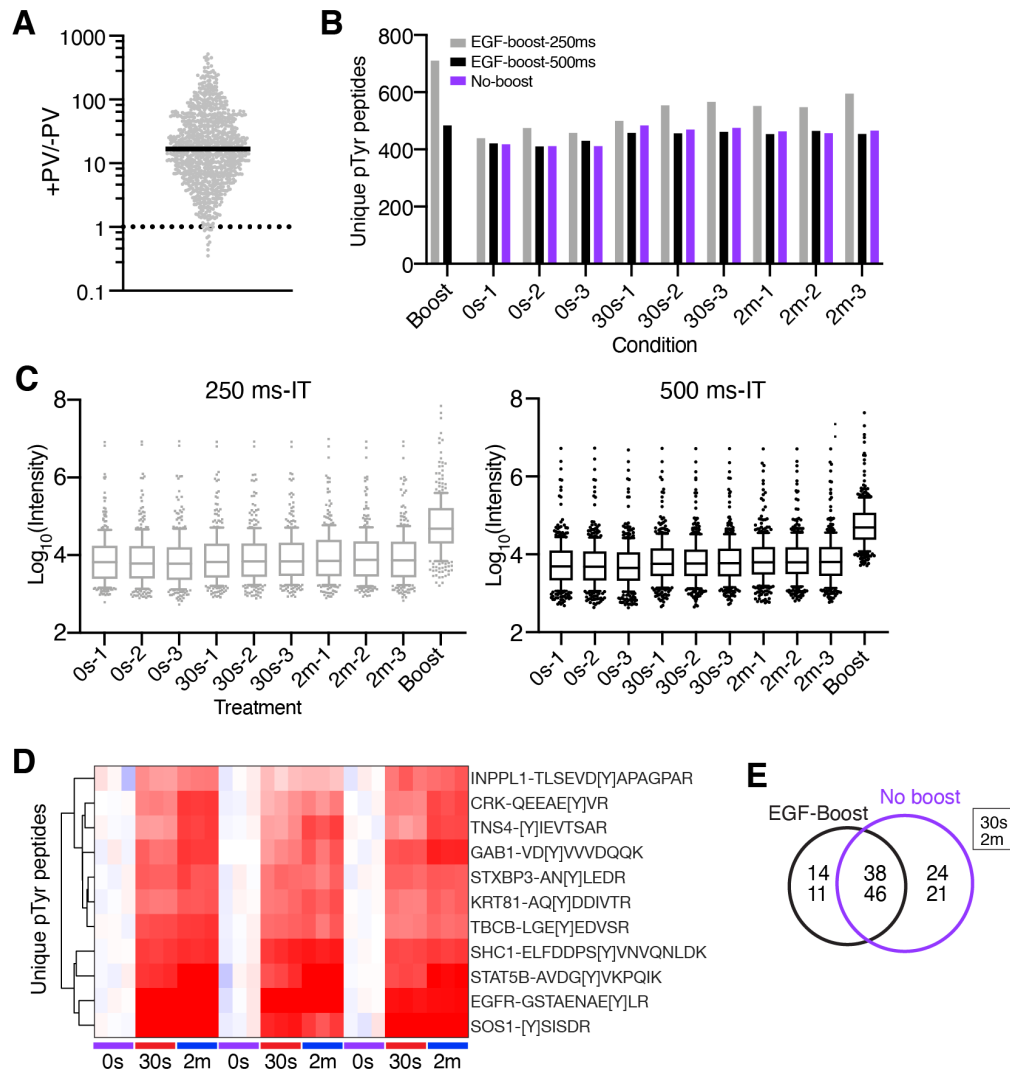 A
1000
100
10
1
0.1
+PV/-PV
B
800
600
400
200
0
Unique pTyr peptides
EGF-boost-250ms
EGF-boost-500ms
No-boost
Boost
0s-1
0s-2
0s-3
30s-1
30s-2
30s-3
2m-1
2m-2
2m-3
Condition
C
250 ms-IT
8
6
4
2
Log10(Intensity)
0s-1
0s-2
0s-3
30s-1
30s-2
30s-3
2m-1
2m-2
2m-3
Boost
Treatment
500 ms-IT
8
6
4
2
Log10(Intensity)
0s-1
0s-2
0s-3
30s-1
30s-2
30s-3
2m-1
2m-2
2m-3
Boost
D
Unique pTyr peptides
INPPL1-TLSEVD[Y]APAGPAR
CRK-QEEAE[Y]VR
TNS4-[Y]IEVTSAR
GAB1-VD[Y]VVVDQQK
STXBP3-AN[Y]LEDR
KRT81-AQ[Y]DDIVTR
TBCB-LGE[Y]EDVSR
SHC1-ELFDDPS[Y]VNVQNLDK
STAT5B-AVDG[Y]VKPQIK
EGFR-GSTAENAE[Y]LR
SOS1-[Y]SISDR
0s 30s 2m 0s 30s 2m 0s 30s 2m
E
No boost
EGF-Boost
30s
2m
14 38 24
11 46 21